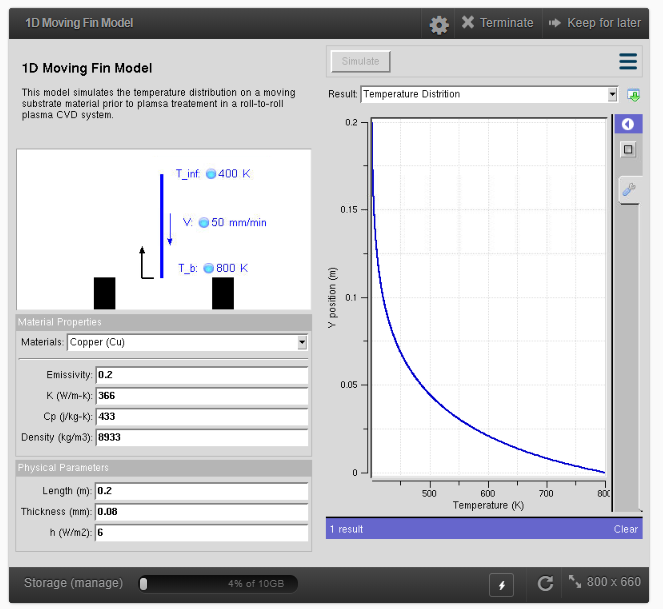 1D Moving Fin Model
Terminate
Keep for later
1D Moving Fin Model
This model simulates the temperature distribution on a moving
substrate material prior to plamsa treatement in a roll-to-roll
plasma CVD system.
T_inf: 400 K
V: 50 mm/min
T_b: 800 K
Material Properties
Materials: Copper (Cu)
Emissivity: 0.2
K (W/m-k): 366
Cp (j/kg-k): 433
Density (kg/m3): 8933
Physical Parameters
Length (m): 0.2
Thickness (mm): 0.08
h (W/m2): 6
Simulate
Result: Temperature Distrition
0.2
0.15
0.1
0.05
0
Y position (m)
500 600 700 800
Temperature (K)
1 result Clear
Storage (manage) 4% of 10GB 800 x 660